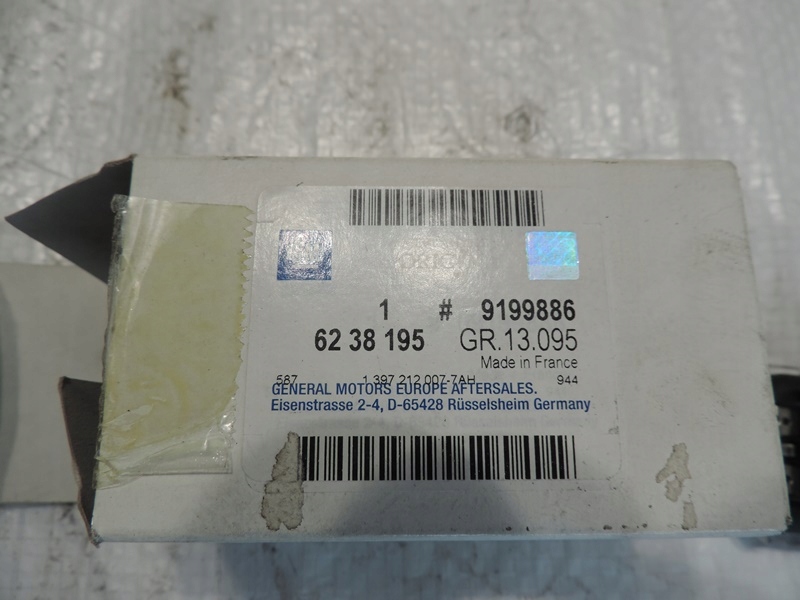 1 # 9199886
62 38 195 GR.13.095
Made in France
587 1 397 212 007-7AH 944
GENERAL MOTORS EUROPE AFTERSALES.
Eisenstrasse 2-4, D-65428 Rüsselsheim Germany